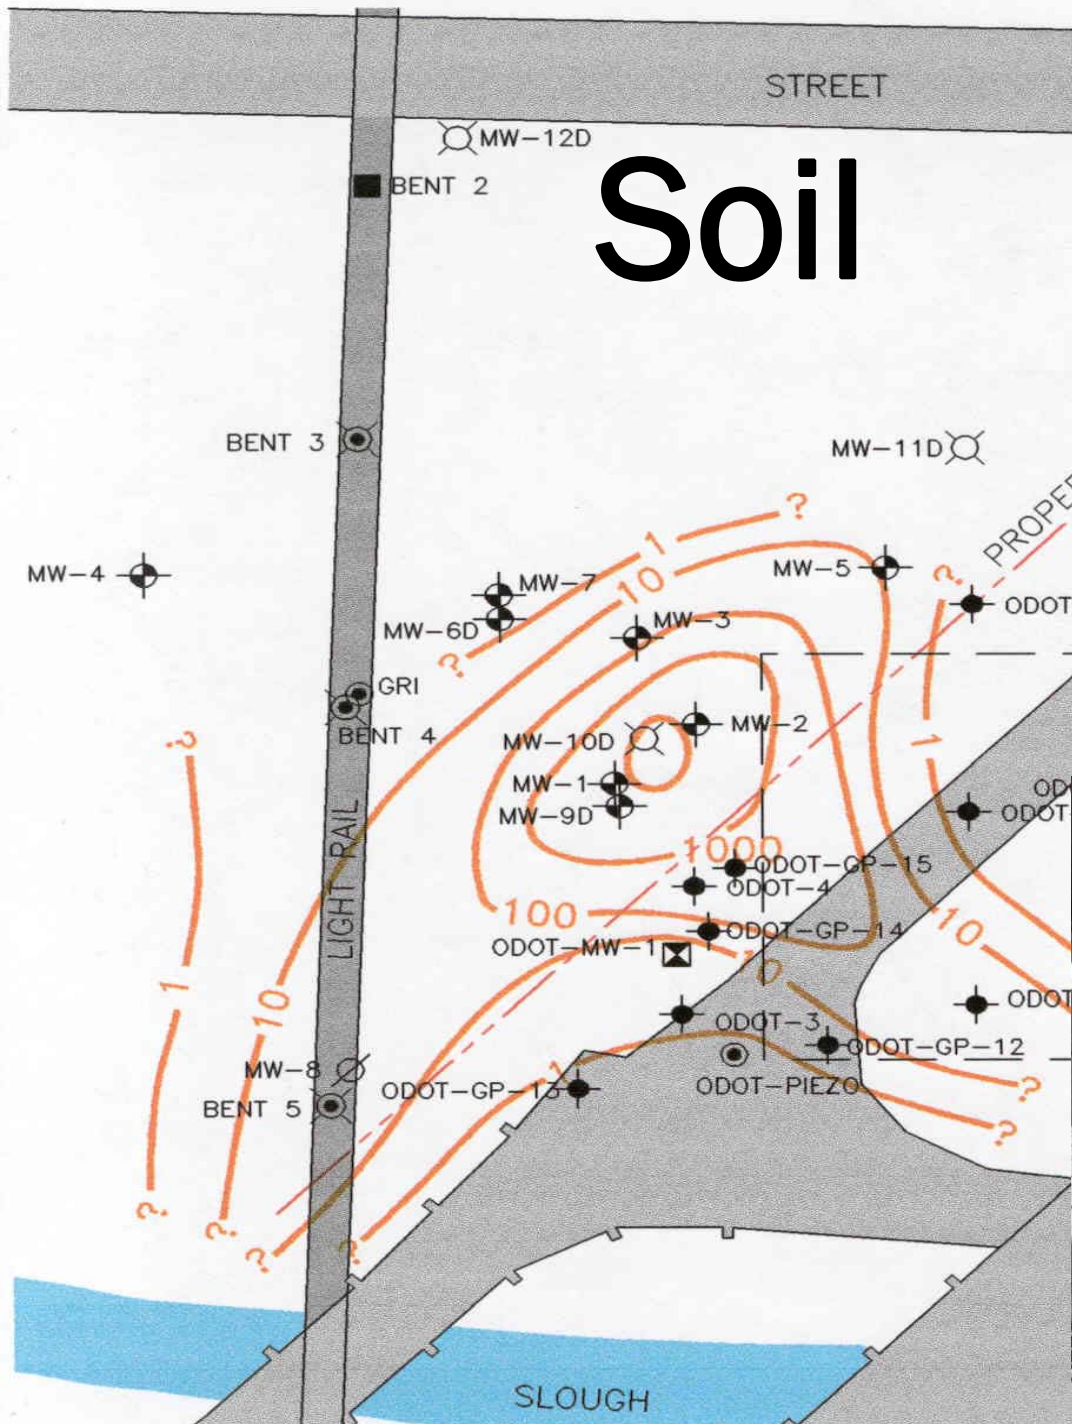 STREET
MW-12D
BENT 2
Soil
BENT 3
MW-11D
PROPE
?
1
10
MW-4
MW-7
MW-5
?
ODOT
MW-6D
MW-3
?
GRI
BENT 4
?
MW-10D
MW-2
1
MW-1
MW-9D
ODOT-
LIGHT RAIL
1000
ODOT-GP-15
ODOT-4
100
ODOT-GP-14
10
ODOT-MW-1
10
1
10
ODOT
ODOT-3
ODOT-GP-12
MW-8
1
ODOT-GP-13
ODOT-PIEZO
?
BENT 5
?
?
?
?
?
SLOUGH